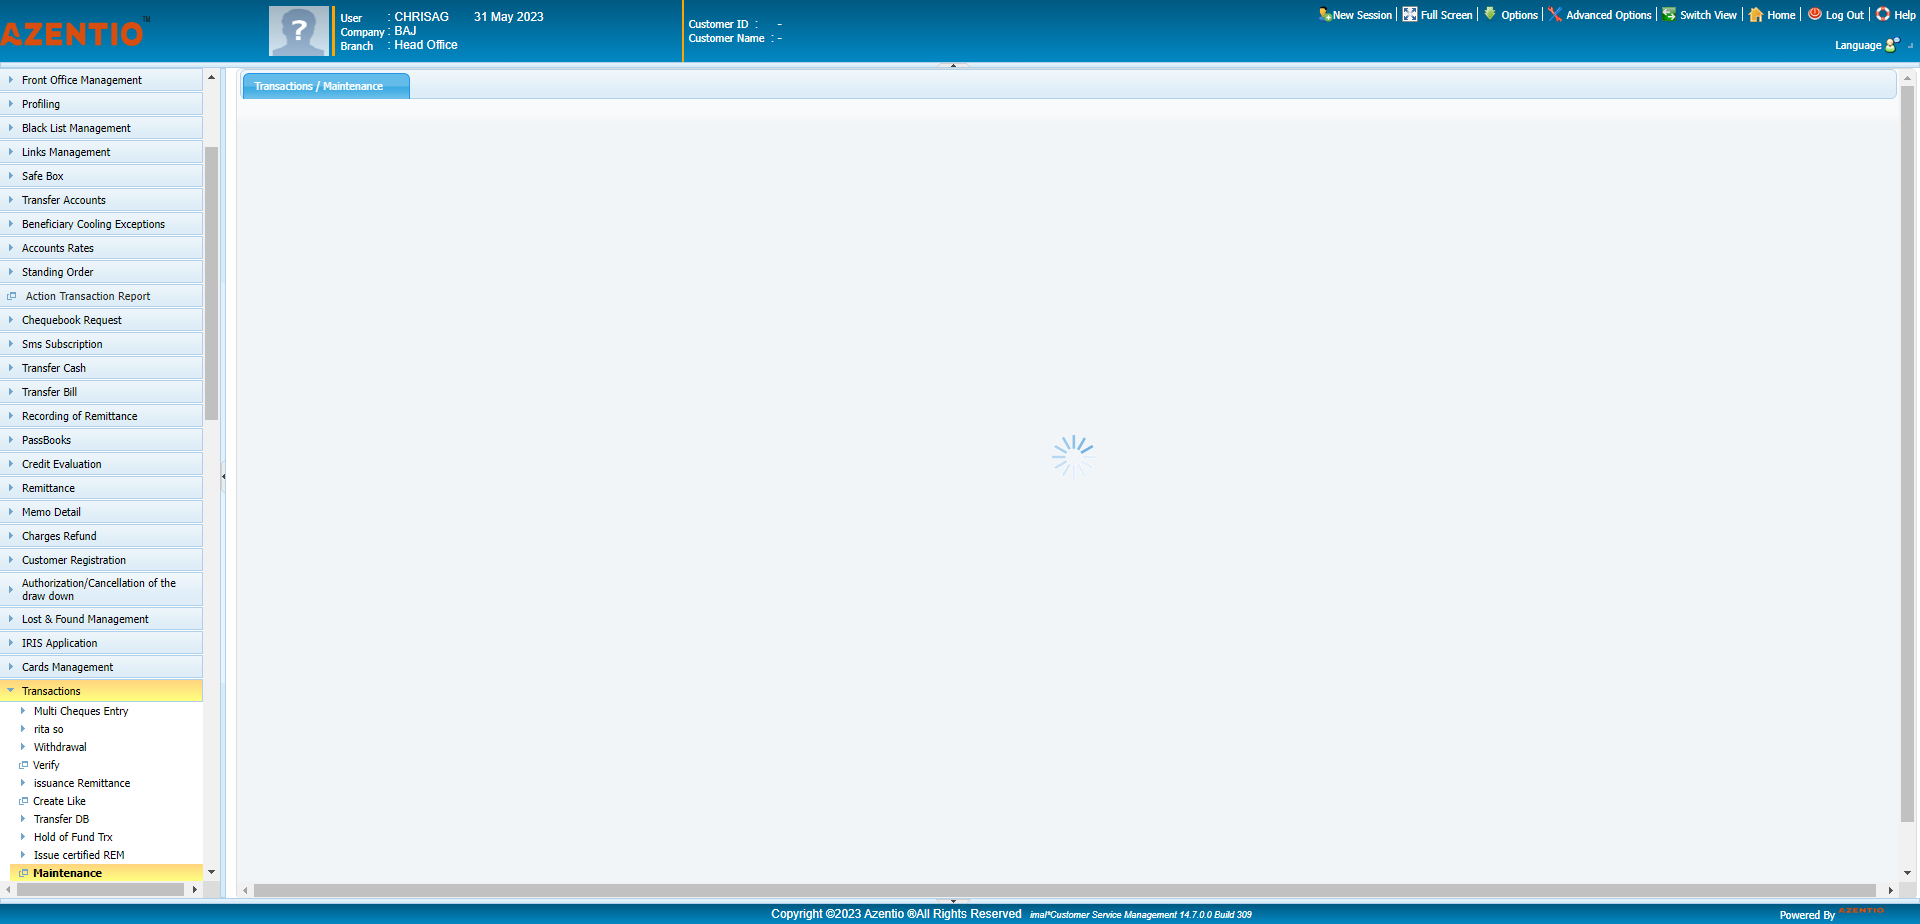 AZENTIO™
User : CHRISAG 31 May 2023
Company : BAJ
Branch : Head Office
Customer ID : -
Customer Name : -
New Session
Full Screen
Options
Advanced Options
Switch View
Home
Log Out
Help
Language
Front Office Management
Profiling
Black List Management
Links Management
Safe Box
Transfer Accounts
Beneficiary Cooling Exceptions
Accounts Rates
Standing Order
Action Transaction Report
Chequebook Request
Sms Subscription
Transfer Cash
Transfer Bill
Recording of Remittance
PassBooks
Credit Evaluation
Remittance
Memo Detail
Charges Refund
Customer Registration
Authorization/Cancellation of the
draw down
Lost & Found Management
IRIS Application
Cards Management
Transactions
Multi Cheques Entry
rita so
Withdrawal
Verify
issuance Remittance
Create Like
Transfer DB
Hold of Fund Trx
Issue certified REM
Maintenance
Transactions / Maintenance
?
Copyright ©2023 Azentio ®All Rights Reserved imal*Customer Service Management 14.7.0.0 Build 309
Powered By AZENTIO